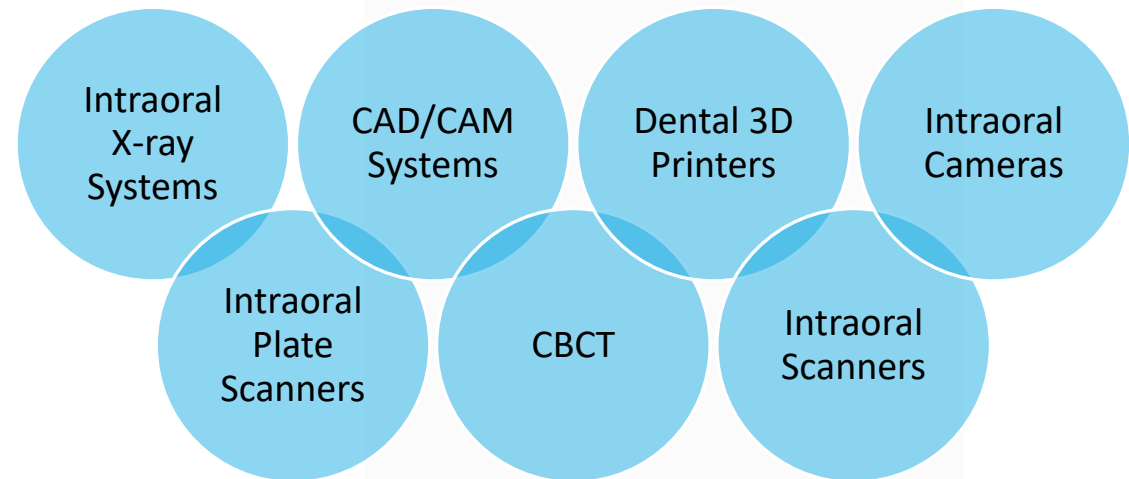 Intraoral
X-ray
Systems
CAD/CAM
Systems
Dental 3D
Printers
Intraoral
Cameras
Intraoral
Plate
Scanners
CBCT
Intraoral
Scanners